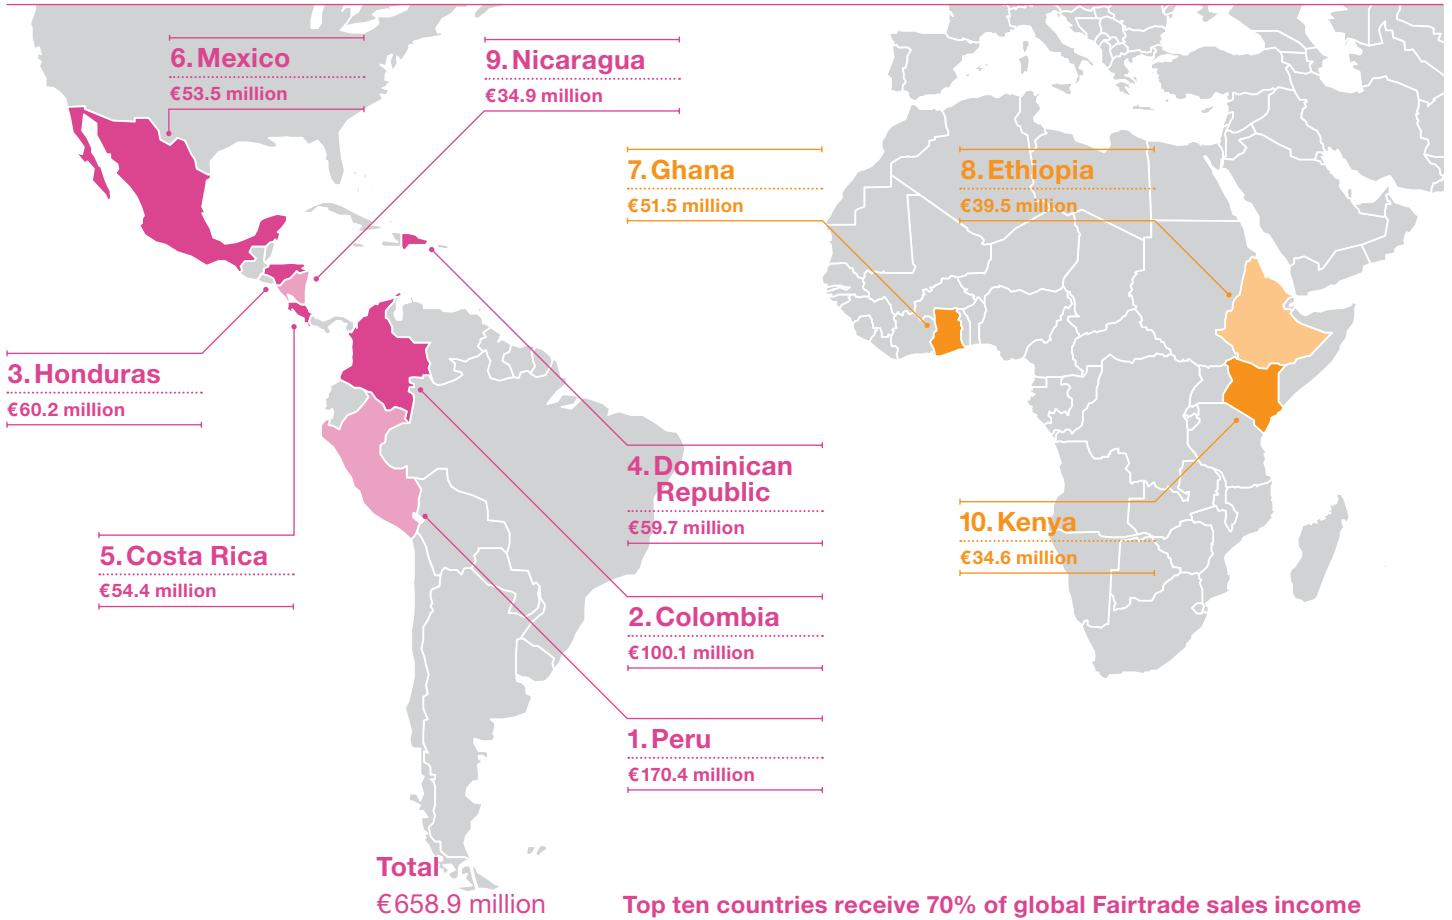 6. Mexico
€53.5 million
9. Nicaragua
€34.9 million
7. Ghana
€51.5 million
8. Ethiopia
€39.5 million
3. Honduras
€60.2 million
4. Dominican
Republic
€59.7 million
10. Kenya
€34.6 million
5. Costa Rica
€54.4 million
2. Colombia
€100.1 million
1. Peru
€170.4 million
Total
€658.9 million
Top ten countries receive 70% of global Fairtrade sales income